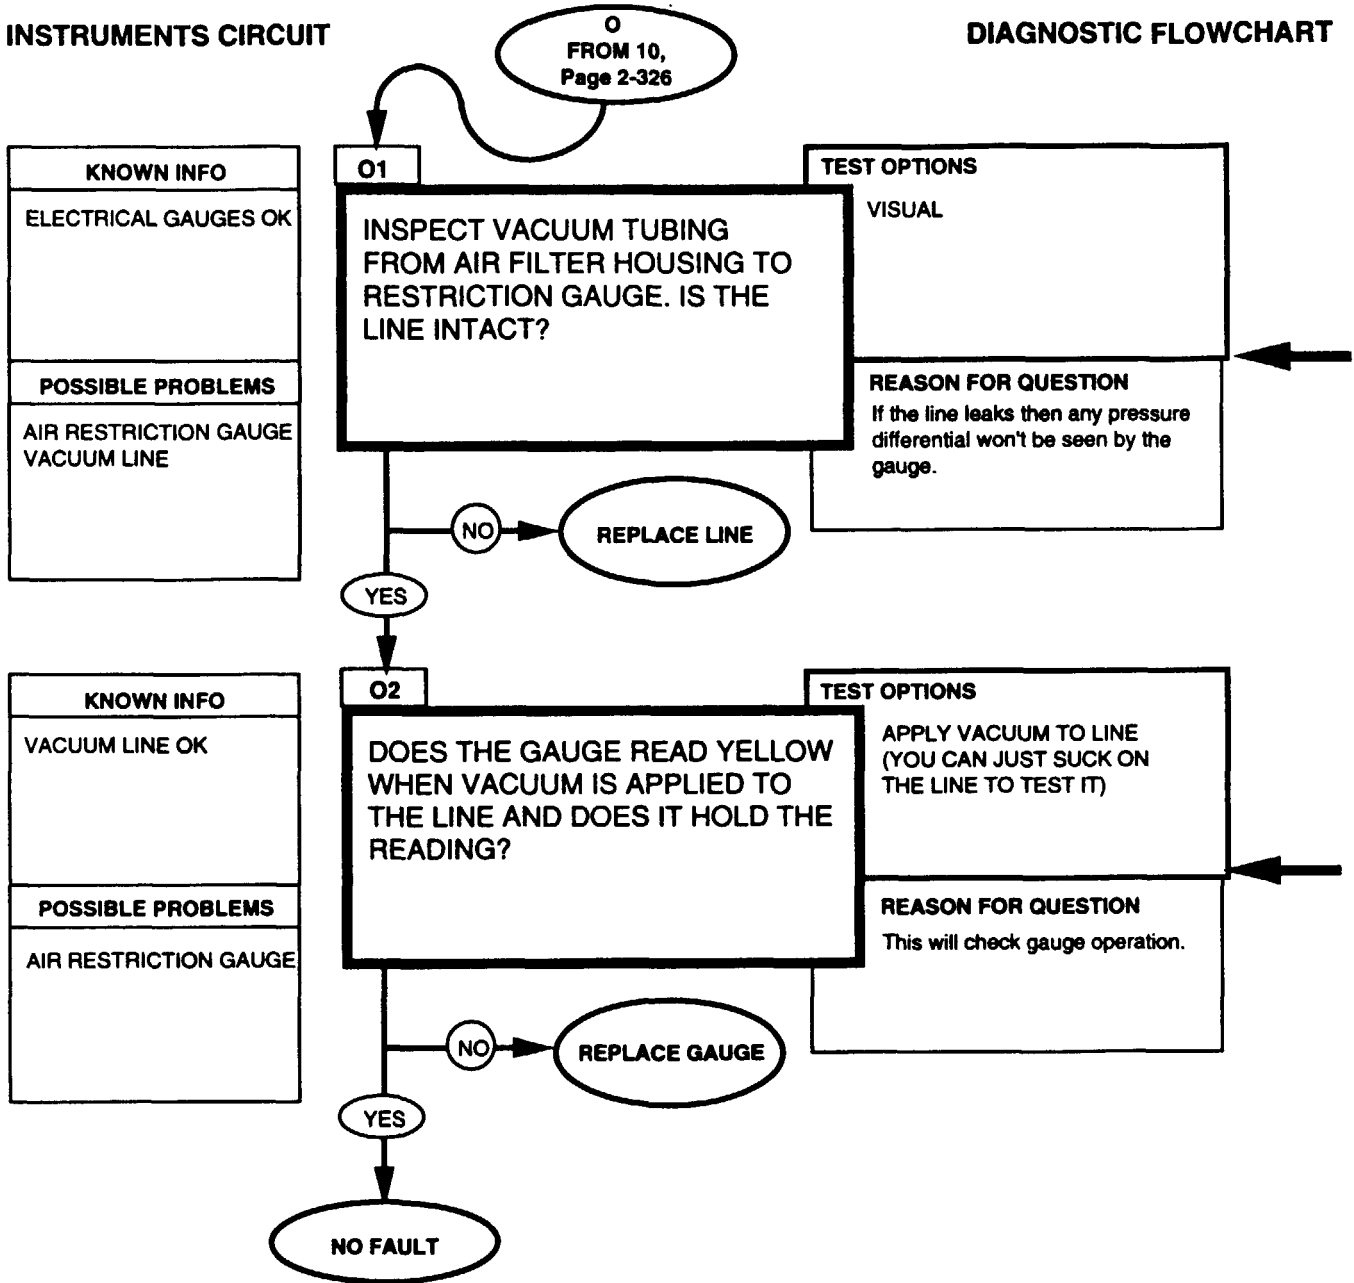 INSTRUMENTS CIRCUIT
DIAGNOSTIC FLOWCHART
O
FROM 10,
Page 2-326
KNOWN INFO
ELECTRICAL GAUGES OK
POSSIBLE PROBLEMS
AIR RESTRICTION GAUGE
VACUUM LINE
O1
INSPECT VACUUM TUBING
FROM AIR FILTER HOUSING TO
RESTRICTION GAUGE. IS THE
LINE INTACT?
TEST OPTIONS
VISUAL
REASON FOR QUESTION
If the line leaks then any pressure
differential won't be seen by the
gauge.
NO
REPLACE LINE
YES
KNOWN INFO
VACUUM LINE OK
POSSIBLE PROBLEMS
AIR RESTRICTION GAUGE
O2
DOES THE GAUGE READ YELLOW
WHEN VACUUM IS APPLIED TO
THE LINE AND DOES IT HOLD THE
READING?
TEST OPTIONS
APPLY VACUUM TO LINE
(YOU CAN JUST SUCK ON
THE LINE TO TEST IT)
REASON FOR QUESTION
This will check gauge operation.
NO
REPLACE GAUGE
YES
NO FAULT